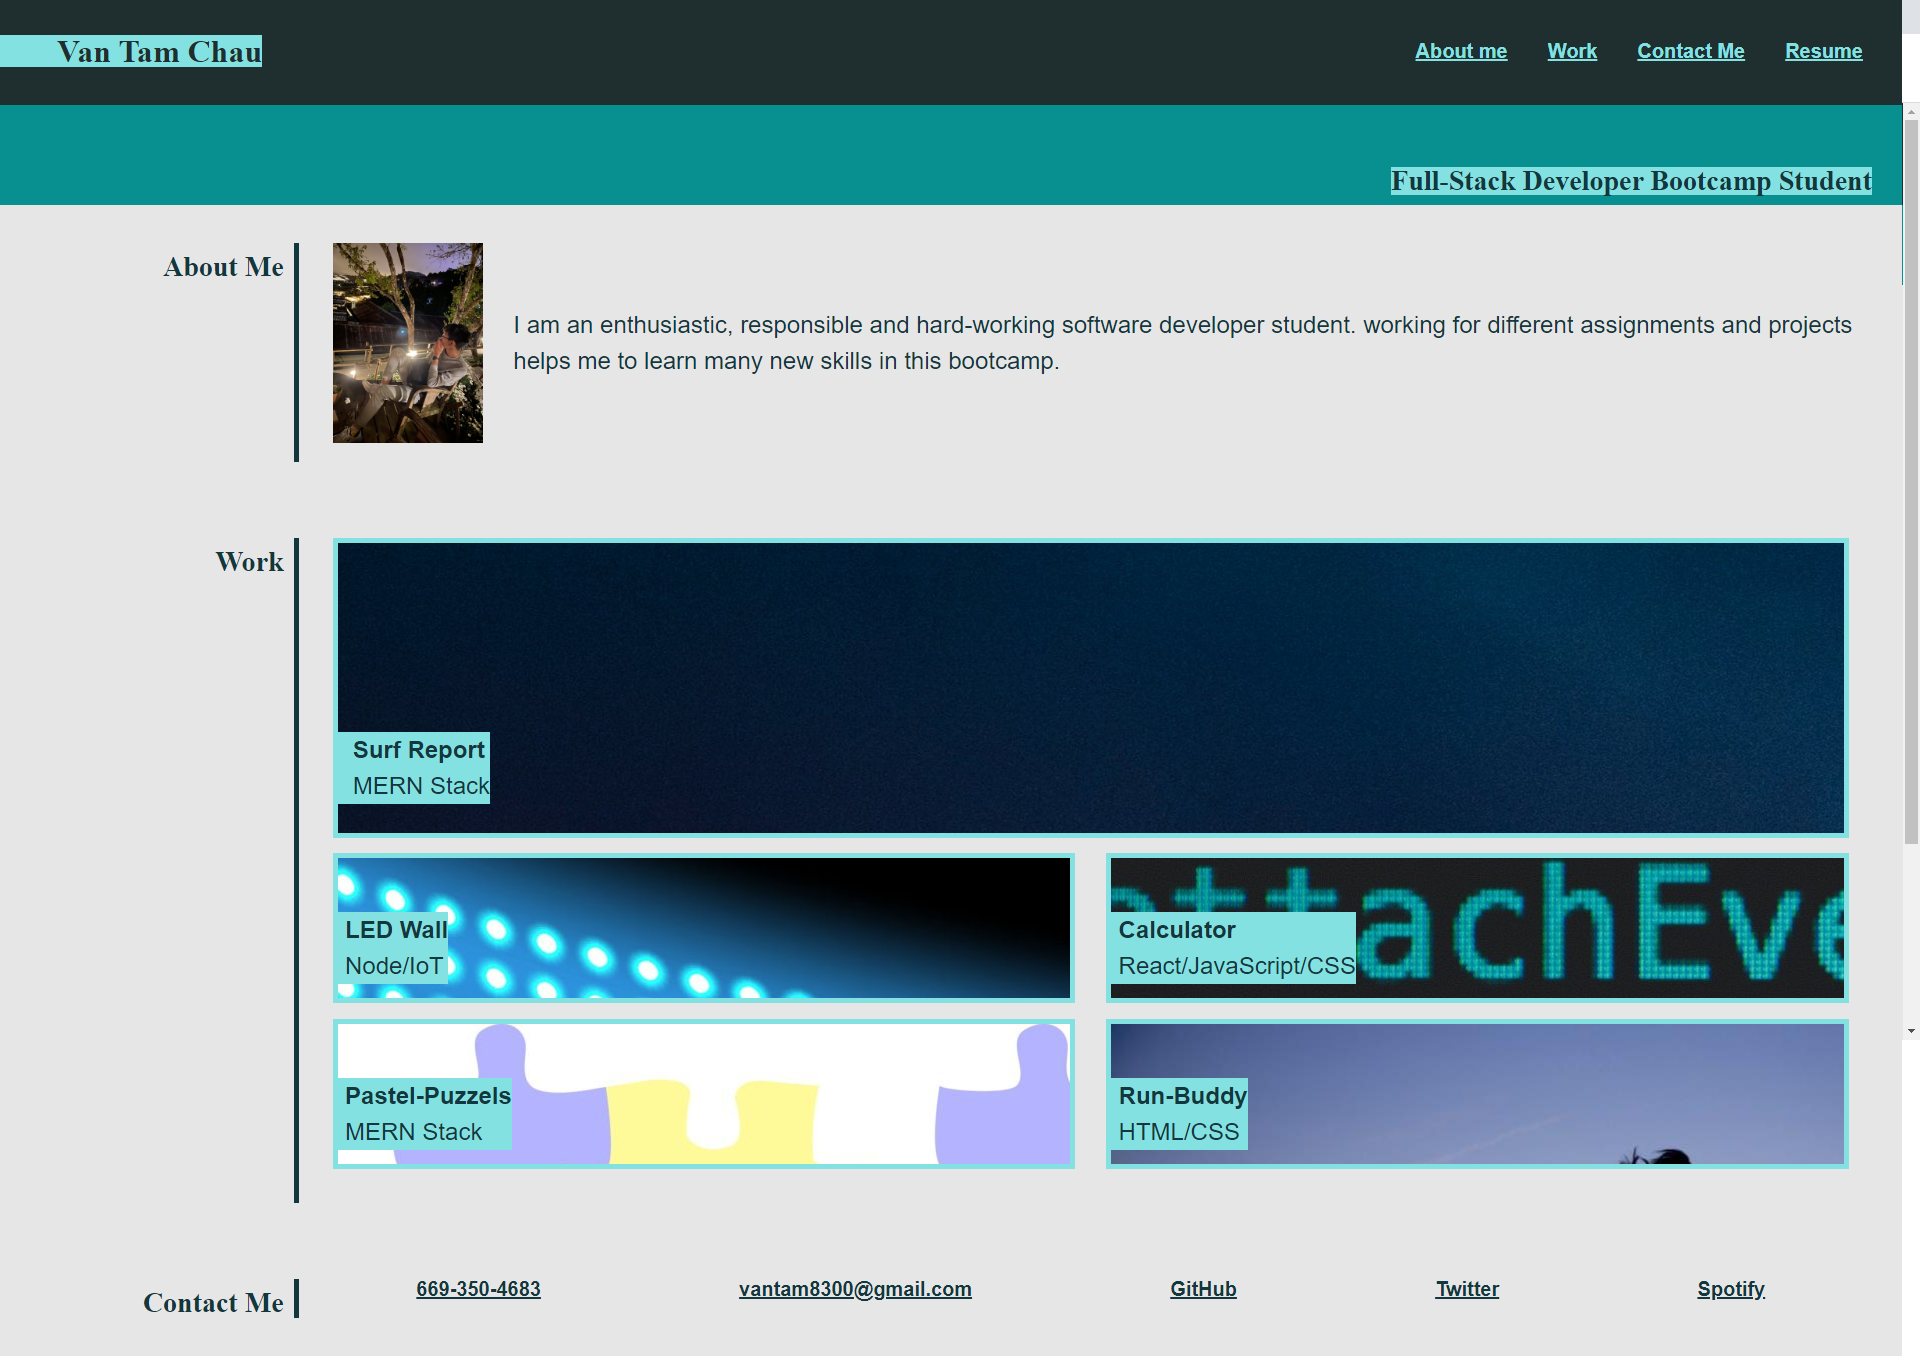 Van Tam Chau
About me Work Contact Me Resume
Full-Stack Developer Bootcamp Student
About Me
I am an enthusiastic, responsible and hard-working software developer student. working for different assignments and projects
helps me to learn many new skills in this bootcamp.
Work
Surf Report
MERN Stack
LED Wall
Node/IoT
Calculator
React/JavaScript/CSS
ttachEve
Pastel-Puzzels
MERN Stack
Run-Buddy
HTML/CSS
Contact Me
669-350-4683 vantam8300@gmail.com GitHub Twitter Spotify